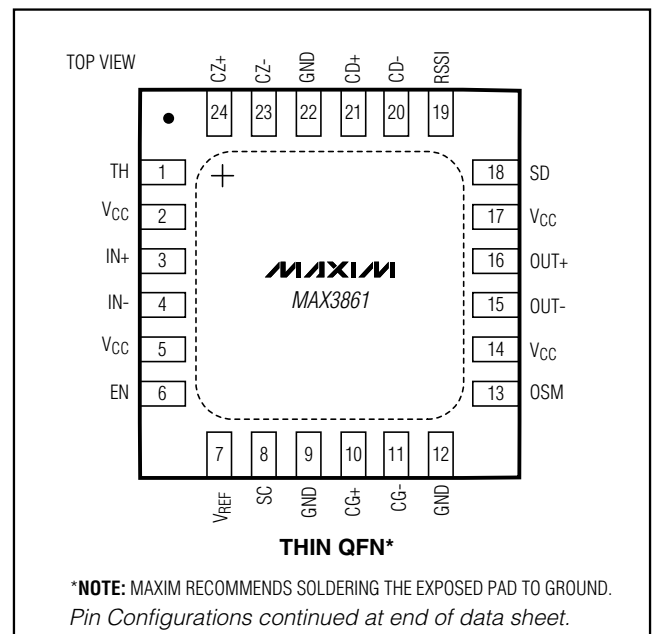 TOP VIEW
CZ+ CZ- GND CD+ CD- RSSI
24 23 22 21 20 19
TH 1 18 SD
VCC 2 17 VCC
IN+ 3 16 OUT+
MAXIM
IN- 4 15 OUT-
MAX3861
VCC 5 14 VCC
EN 6 13 OSM
7 8 9 10 11 12
VREF SC GND CG+ CG- GND
THIN QFN*
*NOTE: MAXIM RECOMMENDS SOLDERING THE EXPOSED PAD TO GROUND.
Pin Configurations continued at end of data sheet.